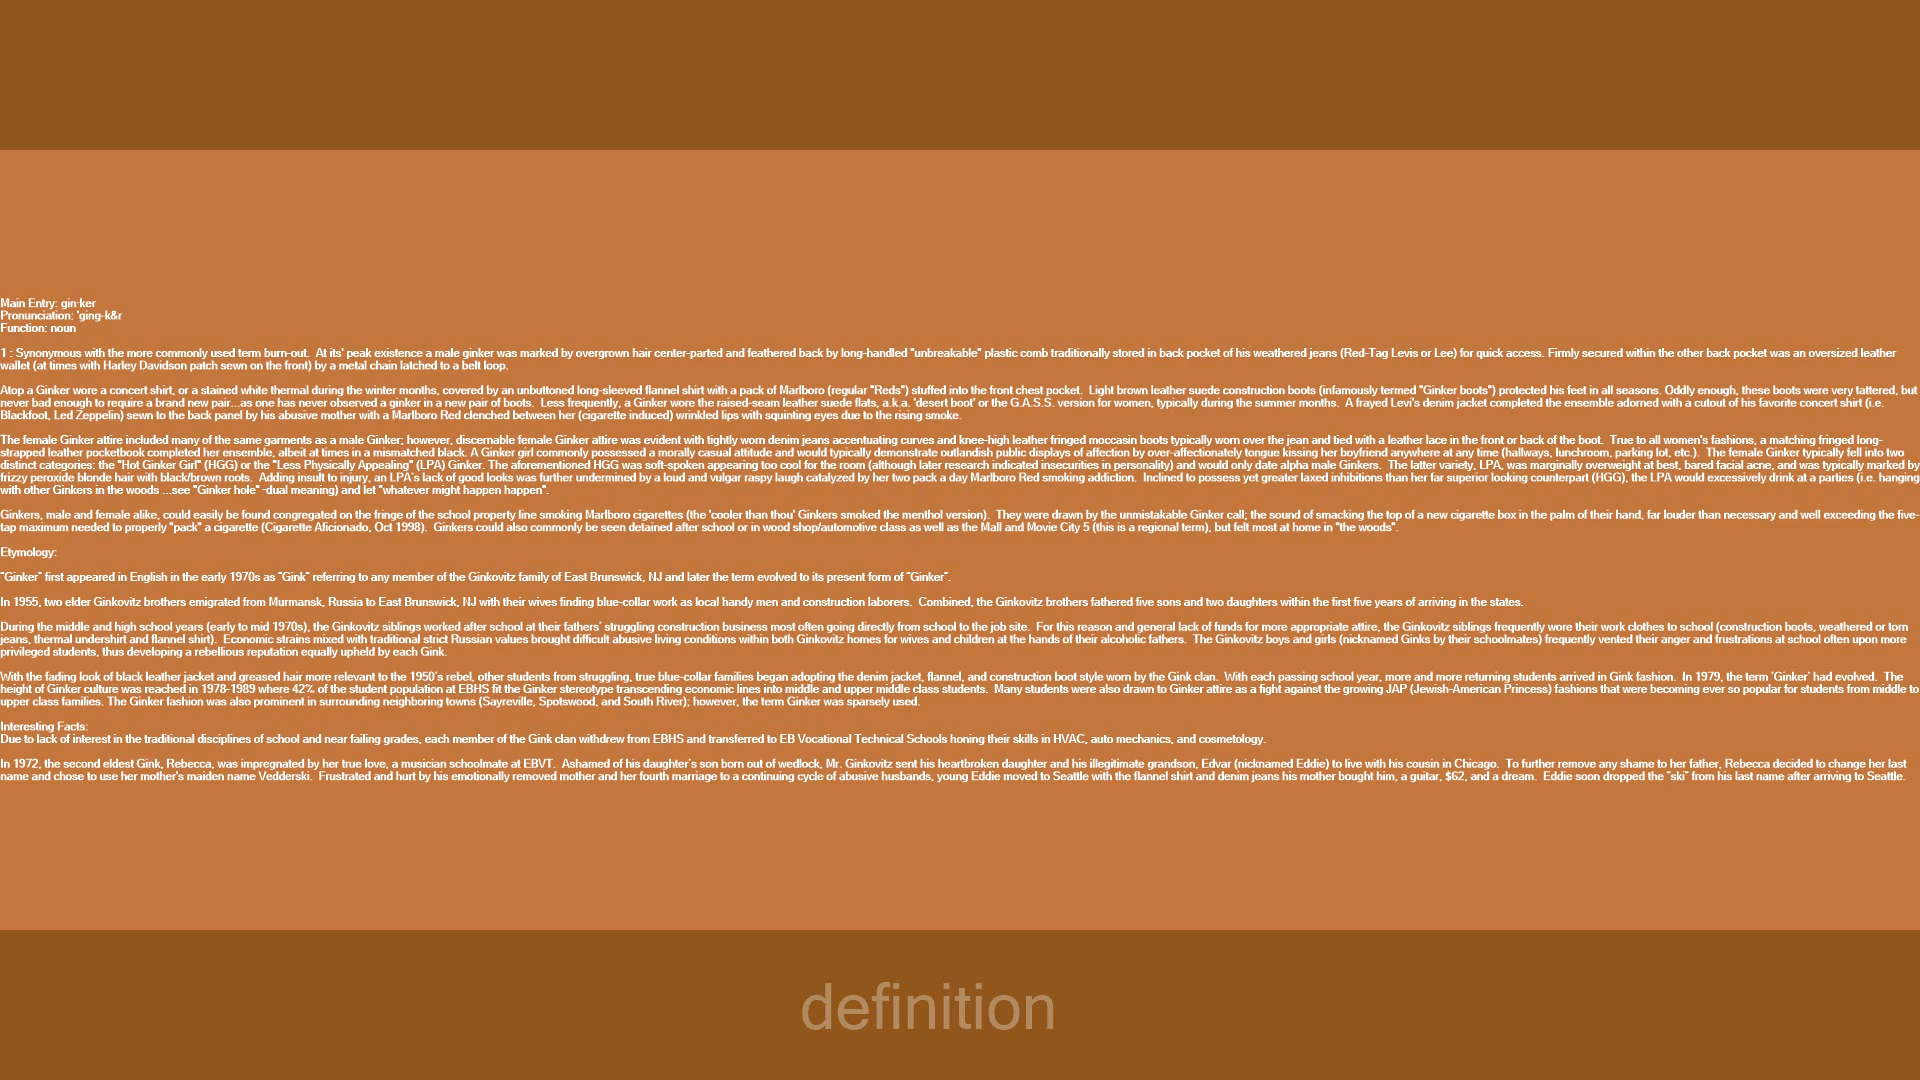 Main Entry: gin·ker
Pronunciation: 'ging-k&r
Function: noun
1 : Synonymous with the more commonly used term burn-out.  At its' peak existence a male ginker was marked by overgrown hair center-parted and feathered back by long-handled "unbreakable" plastic comb traditionally stored in back pocket of his weathered jeans (Red-Tag Levis or Lee) for quick access. Firmly secured within the other back pocket was an oversized leather
wallet (at times with Harley Davidson patch sewn on the front) by a metal chain latched to a belt loop.
Atop a Ginker wore a concert shirt, or a stained white thermal during the winter months, covered by an unbuttoned long-sleeved flannel shirt with a pack of Marlboro (regular "Reds") stuffed into the front chest pocket.  Light brown leather suede construction boots (infamously termed "Ginker boots") protected his feet in all seasons. Oddly enough, these boots were very tattered, but
never bad enough to require a brand new pair...as one has never observed a ginker in a new pair of boots.  Less frequently, a Ginker wore the raised-seam leather suede flats, a.k.a. 'desert boot' or the G.A.S.S. version for women, typically during the summer months.  A frayed Levi's denim jacket completed the ensemble adorned with a cutout of his favorite concert shirt (i.e.
Blackfoot, Led Zeppelin) sewn to the back panel by his abusive mother with a Marlboro Red clenched between her (cigarette induced) wrinkled lips with squinting eyes due to the rising smoke.
The female Ginker attire included many of the same garments as a male Ginker; however, discernable female Ginker attire was evident with tightly worn denim jeans accentuating curves and knee-high leather fringed moccasin boots typically worn over the jean and tied with a leather lace in the front or back of the boot.  True to all women's fashions, a matching fringed long-
strapped leather pocketbook completed her ensemble, albeit at times in a mismatched black. A Ginker girl commonly possessed a morally casual attitude and would typically demonstrate outlandish public displays of affection by over-affectionately tongue kissing her boyfriend anywhere at any time (hallways, lunchroom, parking lot, etc.).  The female Ginker typically fell into two
distinct categories: the "Hot Ginker Girl" (HGG) or the "Less Physically Appealing" (LPA) Ginker. The aforementioned HGG was soft-spoken appearing too cool for the room (although later research indicated insecurities in personality) and would only date alpha male Ginkers.  The latter variety, LPA, was marginally overweight at best, bared facial acne, and was typically marked by
frizzy peroxide blonde hair with black/brown roots.  Adding insult to injury, an LPA's lack of good looks was further undermined by a loud and vulgar raspy laugh catalyzed by her two pack a day Marlboro Red smoking addiction.  Inclined to possess yet greater laxed inhibitions than her far superior looking counterpart (HGG), the LPA would excessively drink at a parties (i.e. hanging
with other Ginkers in the woods ...see "Ginker hole" -dual meaning) and let "whatever might happen happen".
Ginkers, male and female alike, could easily be found congregated on the fringe of the school property line smoking Marlboro cigarettes (the 'cooler than thou' Ginkers smoked the menthol version).  They were drawn by the unmistakable Ginker call; the sound of smacking the top of a new cigarette box in the palm of their hand, far louder than necessary and well exceeding the five-
tap maximum needed to properly "pack" a cigarette (Cigarette Aficionado, Oct 1998).  Ginkers could also commonly be seen detained after school or in wood shop/automotive class as well as the Mall and Movie City 5 (this is a regional term), but felt most at home in "the woods".
Etymology:
"Ginker" first appeared in English in the early 1970s as "Gink" referring to any member of the Ginkovitz family of East Brunswick, NJ and later the term evolved to its present form of "Ginker".
In 1955, two elder Ginkovitz brothers emigrated from Murmansk, Russia to East Brunswick, NJ with their wives finding blue-collar work as local handy men and construction laborers.  Combined, the Ginkovitz brothers fathered five sons and two daughters within the first five years of arriving in the states.
During the middle and high school years (early to mid 1970s), the Ginkovitz siblings worked after school at their fathers' struggling construction business most often going directly from school to the job site.  For this reason and general lack of funds for more appropriate attire, the Ginkovitz siblings frequently wore their work clothes to school (construction boots, weathered or torn
jeans, thermal undershirt and flannel shirt).  Economic strains mixed with traditional strict Russian values brought difficult abusive living conditions within both Ginkovitz homes for wives and children at the hands of their alcoholic fathers.  The Ginkovitz boys and girls (nicknamed Ginks by their schoolmates) frequently vented their anger and frustrations at school often upon more
privileged students, thus developing a rebellious reputation equally upheld by each Gink.
With the fading look of black leather jacket and greased hair more relevant to the 1950's rebel, other students from struggling, true blue-collar families began adopting the denim jacket, flannel, and construction boot style worn by the Gink clan.  With each passing school year, more and more returning students arrived in Gink fashion.  In 1979, the term 'Ginker' had evolved.  The
height of Ginker culture was reached in 1978-1989 where 42% of the student population at EBHS fit the Ginker stereotype transcending economic lines into middle and upper middle class students.  Many students were also drawn to Ginker attire as a fight against the growing JAP (Jewish-American Princess) fashions that were becoming ever so popular for students from middle to
upper class families. The Ginker fashion was also prominent in surrounding neighboring towns (Sayreville, Spotswood, and South River); however, the term Ginker was sparsely used.
Interesting Facts:
Due to lack of interest in the traditional disciplines of school and near failing grades, each member of the Gink clan withdrew from EBHS and transferred to EB Vocational Technical Schools honing their skills in HVAC, auto mechanics, and cosmetology.
In 1972, the second eldest Gink, Rebecca, was impregnated by her true love, a musician schoolmate at EBVT.  Ashamed of his daughter's son born out of wedlock, Mr. Ginkovitz sent his heartbroken daughter and his illegitimate grandson, Edvar (nicknamed Eddie) to live with his cousin in Chicago.  To further remove any shame to her father, Rebecca decided to change her last
name and chose to use her mother's maiden name Vedderski.  Frustrated and hurt by his emotionally removed mother and her fourth marriage to a continuing cycle of abusive husbands, young Eddie moved to Seattle with the flannel shirt and denim jeans his mother bought him, a guitar, $62, and a dream.  Eddie soon dropped the "ski" from his last name after arriving to Seattle.
definition